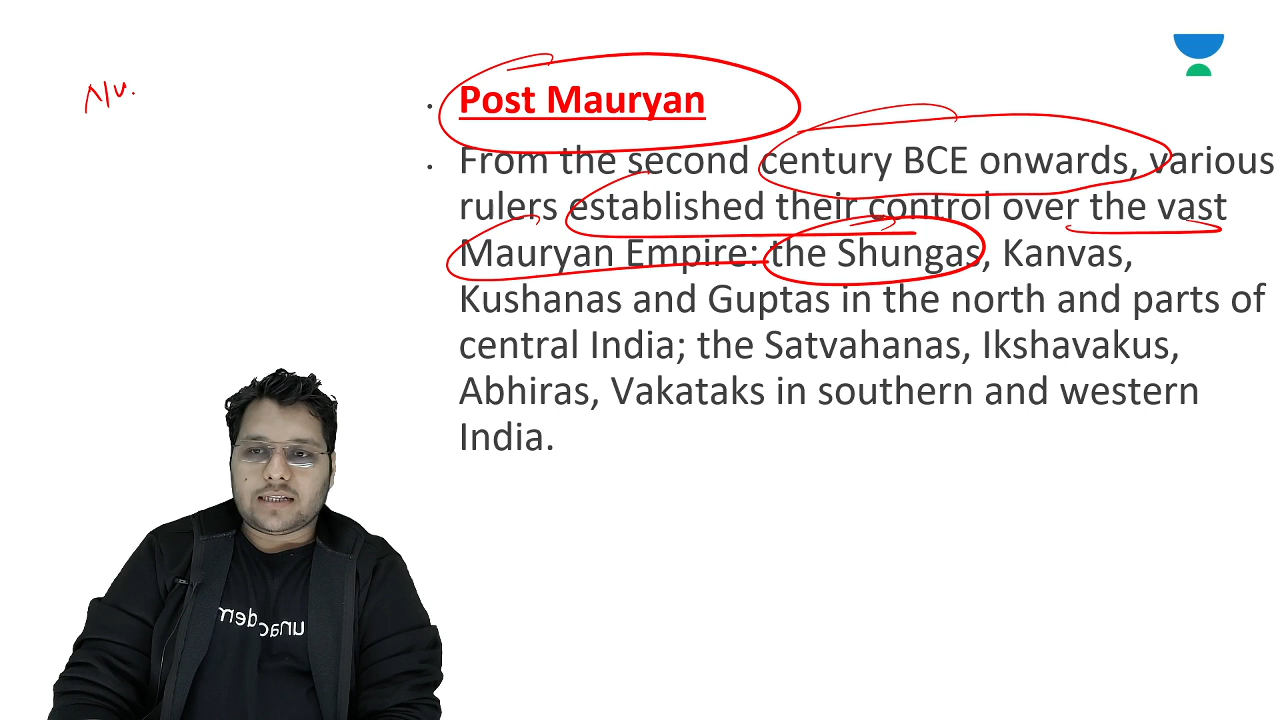 Post Mauryan
From the second century BCE onwards, various
rulers established their control over the vast
Mauryan Empire: the Shungas, Kanvas,
Kushanas and Guptas in the north and parts of
central India; the Satvahanas, Ikshavakus,
Abhiras, Vakataks in southern and western
India.